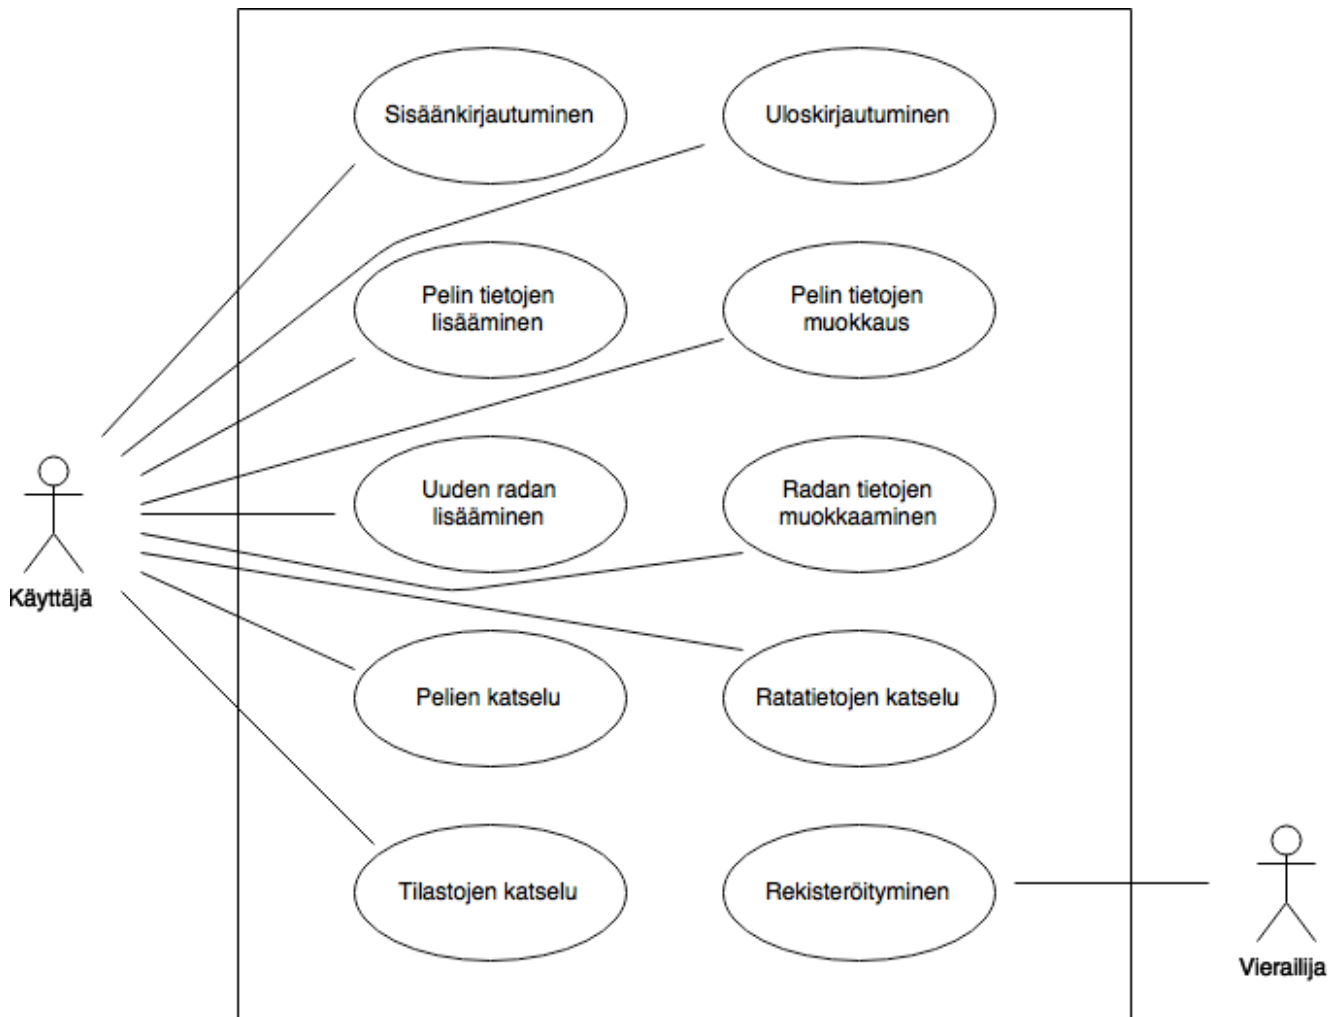 Sisäänkirjautuminen
Uloskirjautuminen
Pelin tietojen
lisääminen
Pelin tietojen
muokkaus
Uuden radan
lisääminen
Radan tietojen
muokkaaminen
Käyttäjä
Pelien katselu
Ratatietojen katselu
Tilastojen katselu
Rekisteröityminen
Vierailija